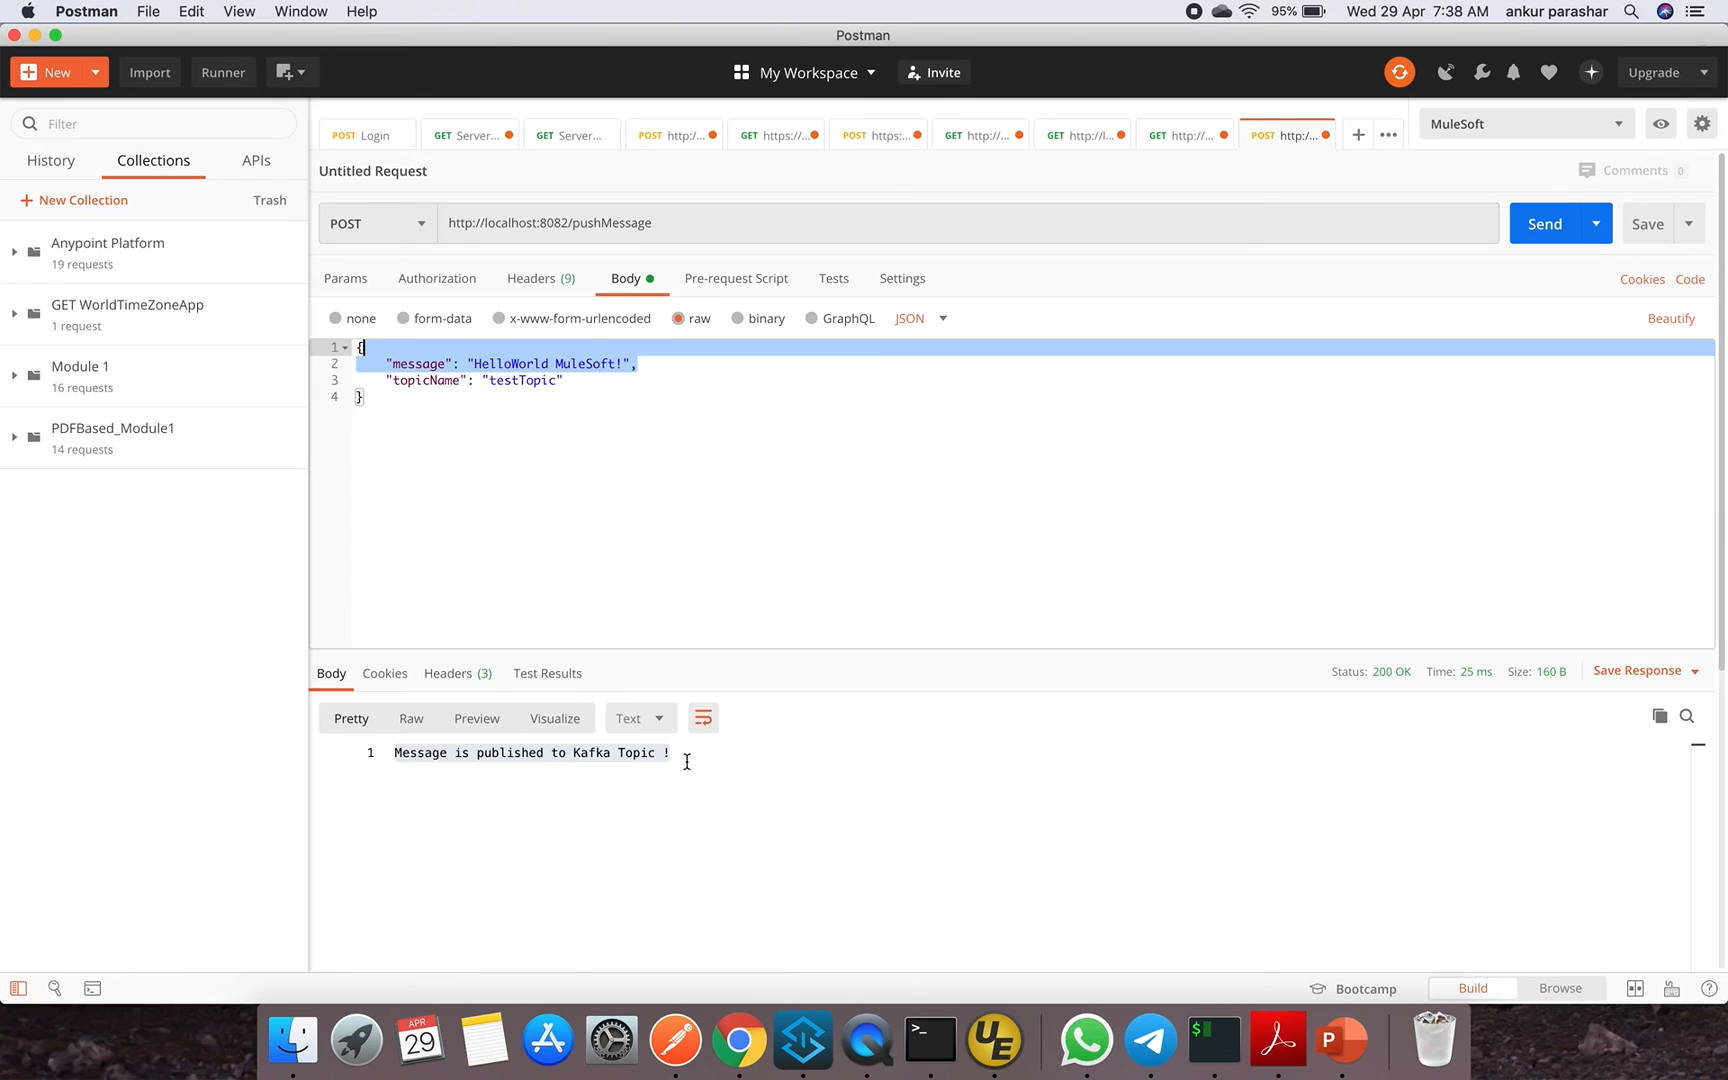 Postman File Edit View Window Help 95% Wed 29 Apr 7:38 AM ankur parashar
Postman
New Import Runner My Workspace Invite Upgrade
Filter
History Collections APIs
New Collection Trash
Anypoint Platform
19 requests
GET WorldTimeZoneApp
1 request
Module 1
16 requests
PDFBased_Module1
14 requests
POST Login GET Server... GET Server... POST http:/... GET https://... POST https:... GET http://... GET http://l... GET http://... POST http:/... MuleSoft
Untitled Request Comments 0
POST http://localhost:8082/pushMessage Send Save
Params Authorization Headers (9) Body Pre-request Script Tests Settings Cookies Code
none form-data x-www-form-urlencoded raw binary GraphQL JSON Beautify
1 {
2 "message": "HelloWorld MuleSoft!",
3 "topicName": "testTopic"
4 }
Body Cookies Headers (3) Test Results Status: 200 OK Time: 25 ms Size: 160 B Save Response
Pretty Raw Preview Visualize Text
1 Message is published to Kafka Topic !
Bootcamp Build Browse
APR
29
>_
UE
$
P